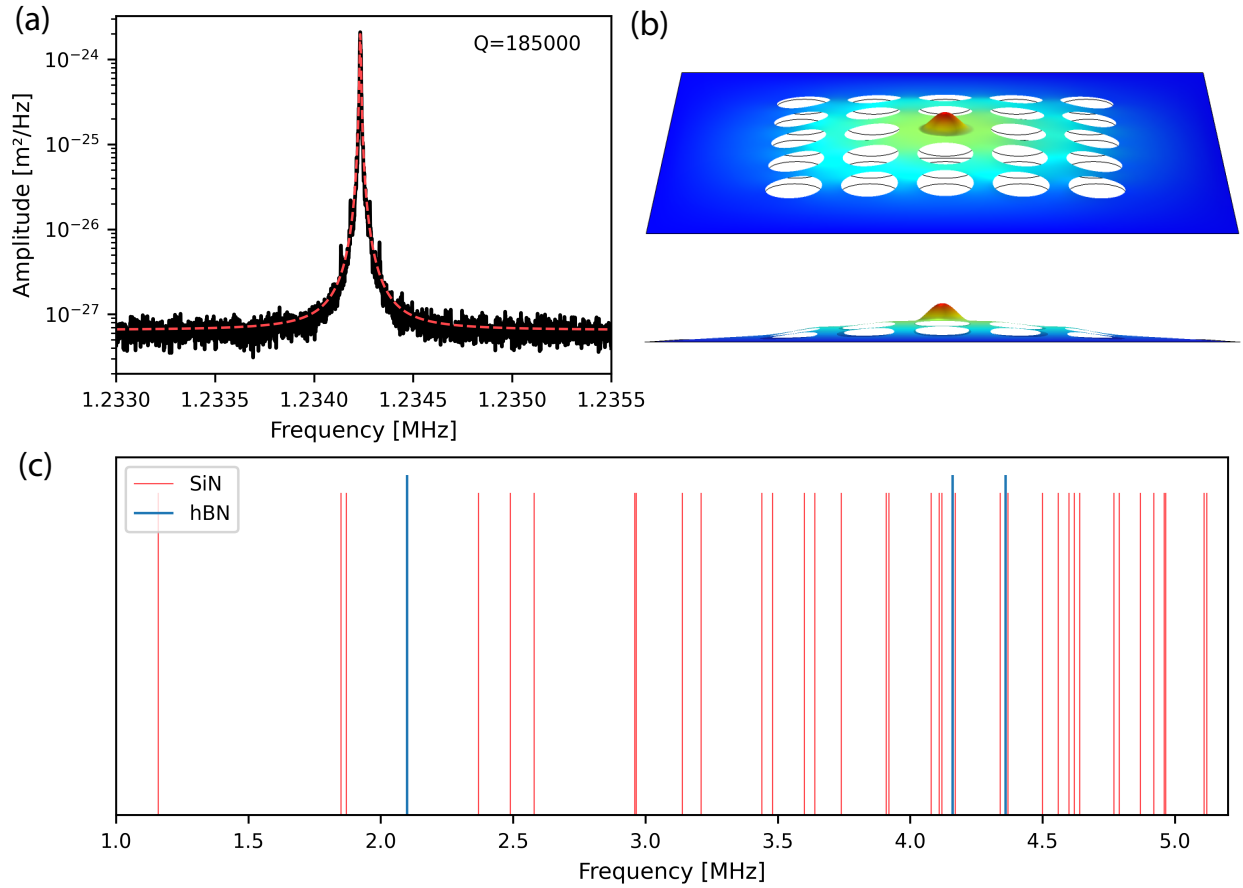 (a)
Q=185000
10⁻²⁴
10⁻²⁵
10⁻²⁶
10⁻²⁷
Amplitude [m²/Hz]
1.2330 1.2335 1.2340 1.2345 1.2350 1.2355
Frequency [MHz]
(b)
(c)
SiN
hBN
1.0 1.5 2.0 2.5 3.0 3.5 4.0 4.5 5.0
Frequency [MHz]